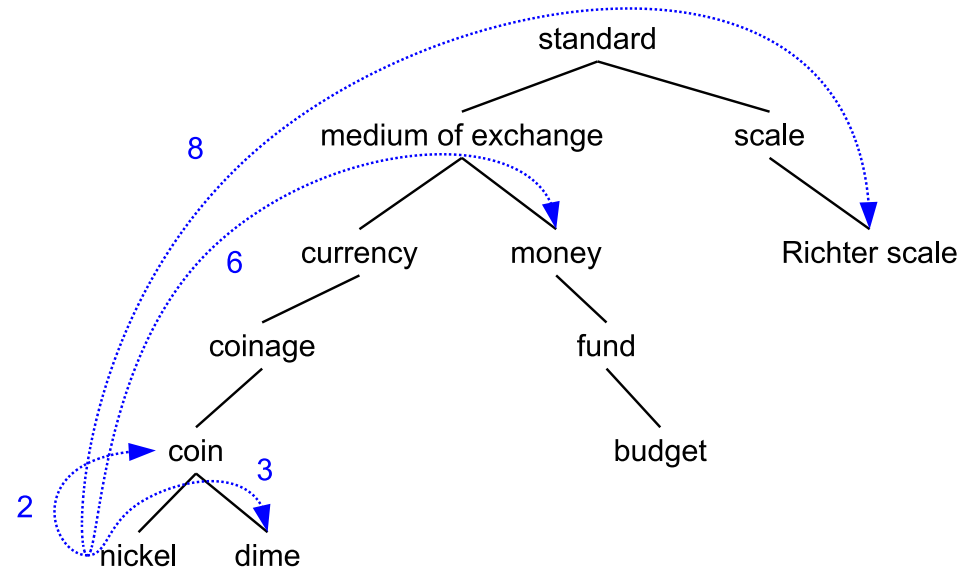 standard
8
medium of exchange
scale
6
currency
money
Richter scale
coinage
fund
coin
budget
3
2
nickel
dime